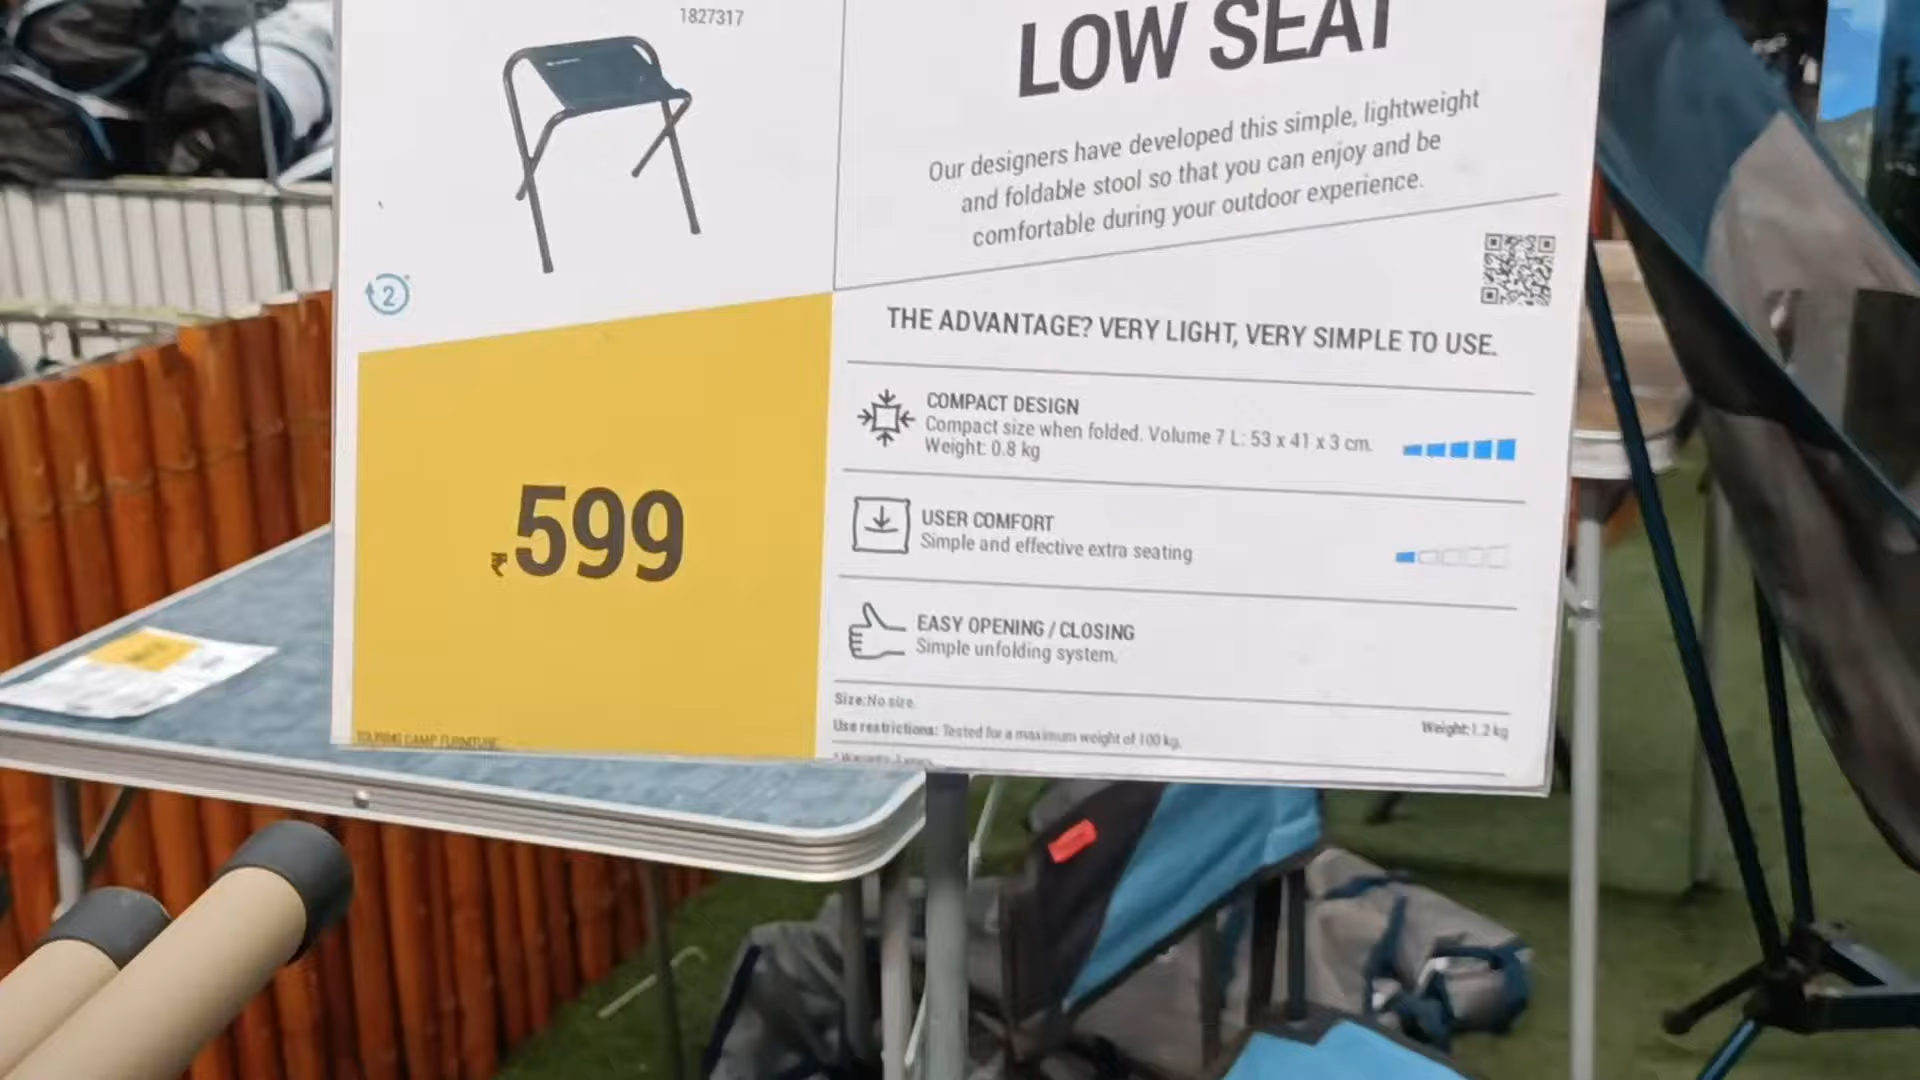 1827317
LOW SEAT
Our designers have developed this simple, lightweight
and foldable stool so that you can enjoy and be
comfortable during your outdoor experience.
2
THE ADVANTAGE? VERY LIGHT, VERY SIMPLE TO USE.
COMPACT DESIGN
Compact size when folded. Volume 7 L: 53 x 41 x 3 cm.
Weight: 0.8 kg
₹599
USER COMFORT
Simple and effective extra seating
EASY OPENING / CLOSING
Simple unfolding system.
Size:No size.
Use restrictions: Tested for a maximum weight of 100 kg.
Weight:1.2 kg
CAMP FURNITURE